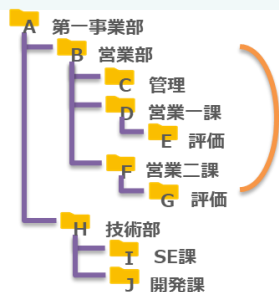 A 第一事業部
B 営業部
C 管理
D 営業一課
E 評価
F 営業二課
G 評価
H 技術部
I SE課
J 開発課